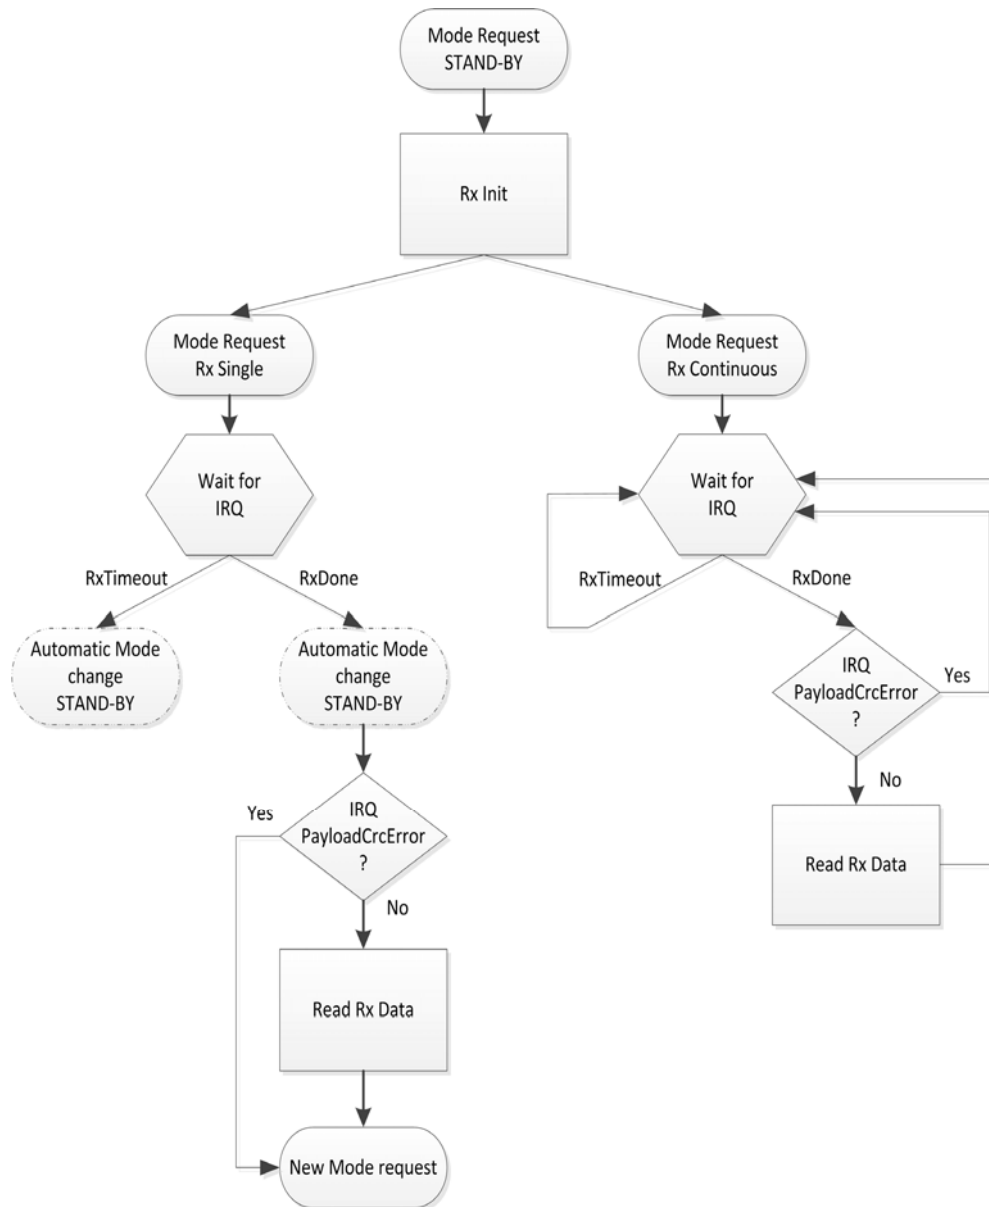 Mode Request
STAND-BY
Rx Init
Mode Request
Rx Single
Mode Request
Rx Continuous
Wait for
IRQ
Wait for
IRQ
RxTimeout
RxDone
RxTimeout
RxDone
Automatic Mode
change
STAND-BY
Automatic Mode
change
STAND-BY
IRQ
PayloadCrcError
?
Yes
No
Read Rx Data
Yes
IRQ
PayloadCrcError
?
No
Read Rx Data
New Mode request